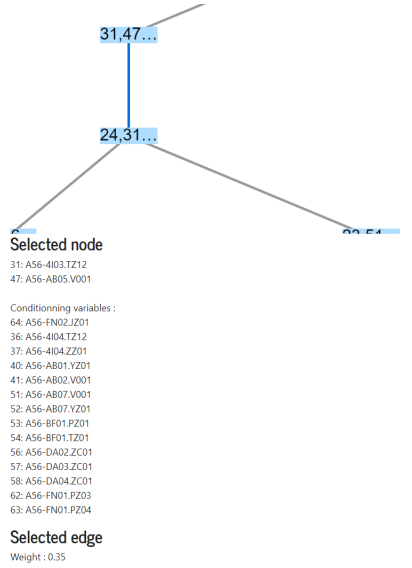 31,47...
24,31...
Selected node
31: A56-4I03.TZ12
47: A56-AB05.V001
Conditionning variables :
64: A56-FN02.JZ01
36: A56-4I04.TZ12
37: A56-4I04.ZZ01
40: A56-AB01.YZ01
41: A56-AB02.V001
51: A56-AB07.V001
52: A56-AB07.YZ01
53: A56-BF01.PZ01
54: A56-BF01.TZ01
56: A56-DA02.ZC01
57: A56-DA03.ZC01
58: A56-DA04.ZC01
62: A56-FN01.PZ03
63: A56-FN01.PZ04
Selected edge
Weight : 0.35